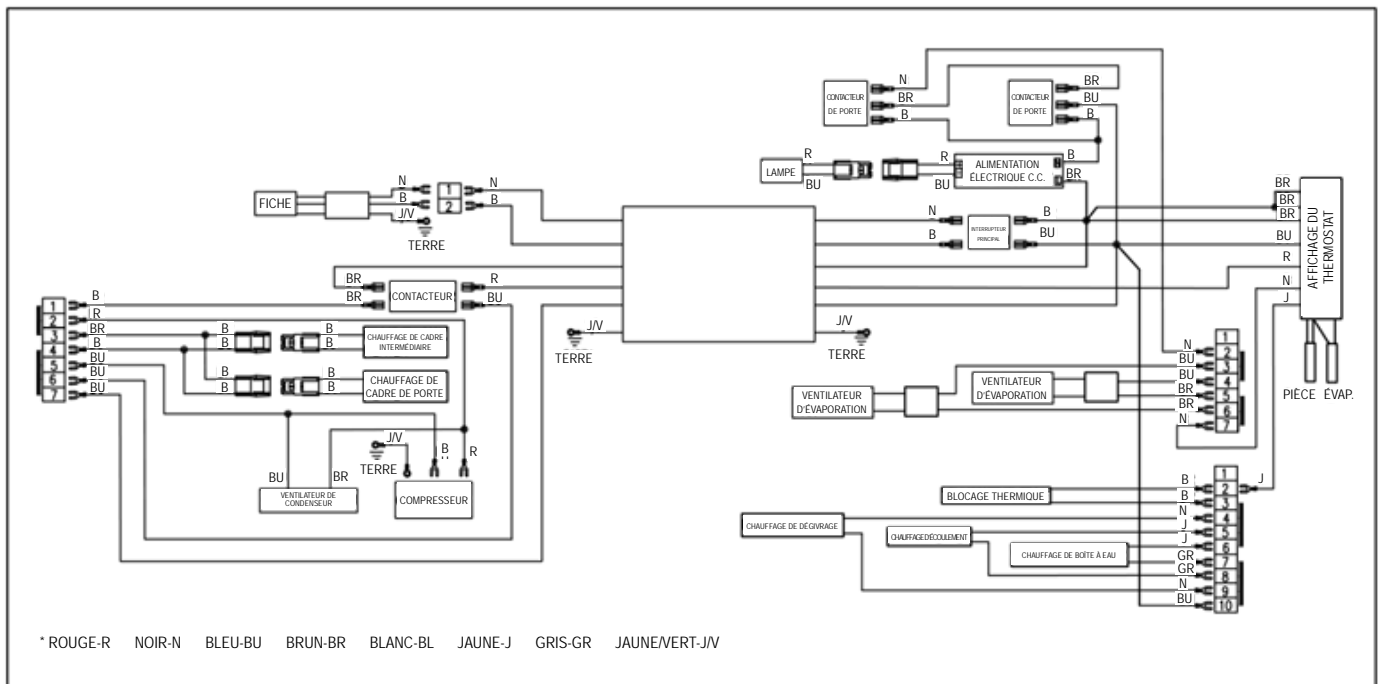 N
BR
B
CONTACTEUR
DE PORTE
BR
BU
B
CONTACTEUR
DE PORTE
R
BU
LAMPE
R
BU
ALIMENTATION
ÉLECTRIQUE C.C.
B
BR
FICHE
N
B
J/V
TERRE
1
2
N
B
N
B
INTERRUPTEUR
PRINCIPAL
B
BU
BR
BR
BR
BU
R
N
J
AFFICHAGE DU
THERMOSTAT
PIÈCE ÉVAP.
BR
BR
CONTACTEUR
R
BU
1
2
3
4
5
6
7
B
R
BR
B
BU
BU
BU
B
B
B
B
CHAUFFAGE DE CADRE
INTERMÉDIAIRE
B
B
B
B
CHAUFFAGE DE
CADRE DE PORTE
J/V
TERRE
J/V
TERRE
J/V
TERRE
B
R
BU
BR
VENTILATEUR DE
CONDENSEUR
COMPRESSEUR
VENTILATEUR
D'ÉVAPORATION
VENTILATEUR
D'ÉVAPORATION
N
BU
BU
BR
BR
N
1
2
3
4
5
6
7
BLOCAGE THERMIQUE
CHAUFFAGE DE DÉGIVRAGE
CHAUFFAGE D'ÉCOULEMENT
CHAUFFAGE DE BOÎTE À EAU
B
B
N
J
J
GR
GR
N
BU
1
2
3
4
5
6
7
8
9
10
J
* ROUGE-R NOIR-N BLEU-BU BRUN-BR BLANC-BL JAUNE-J GRIS-GR JAUNE/VERT-J/V